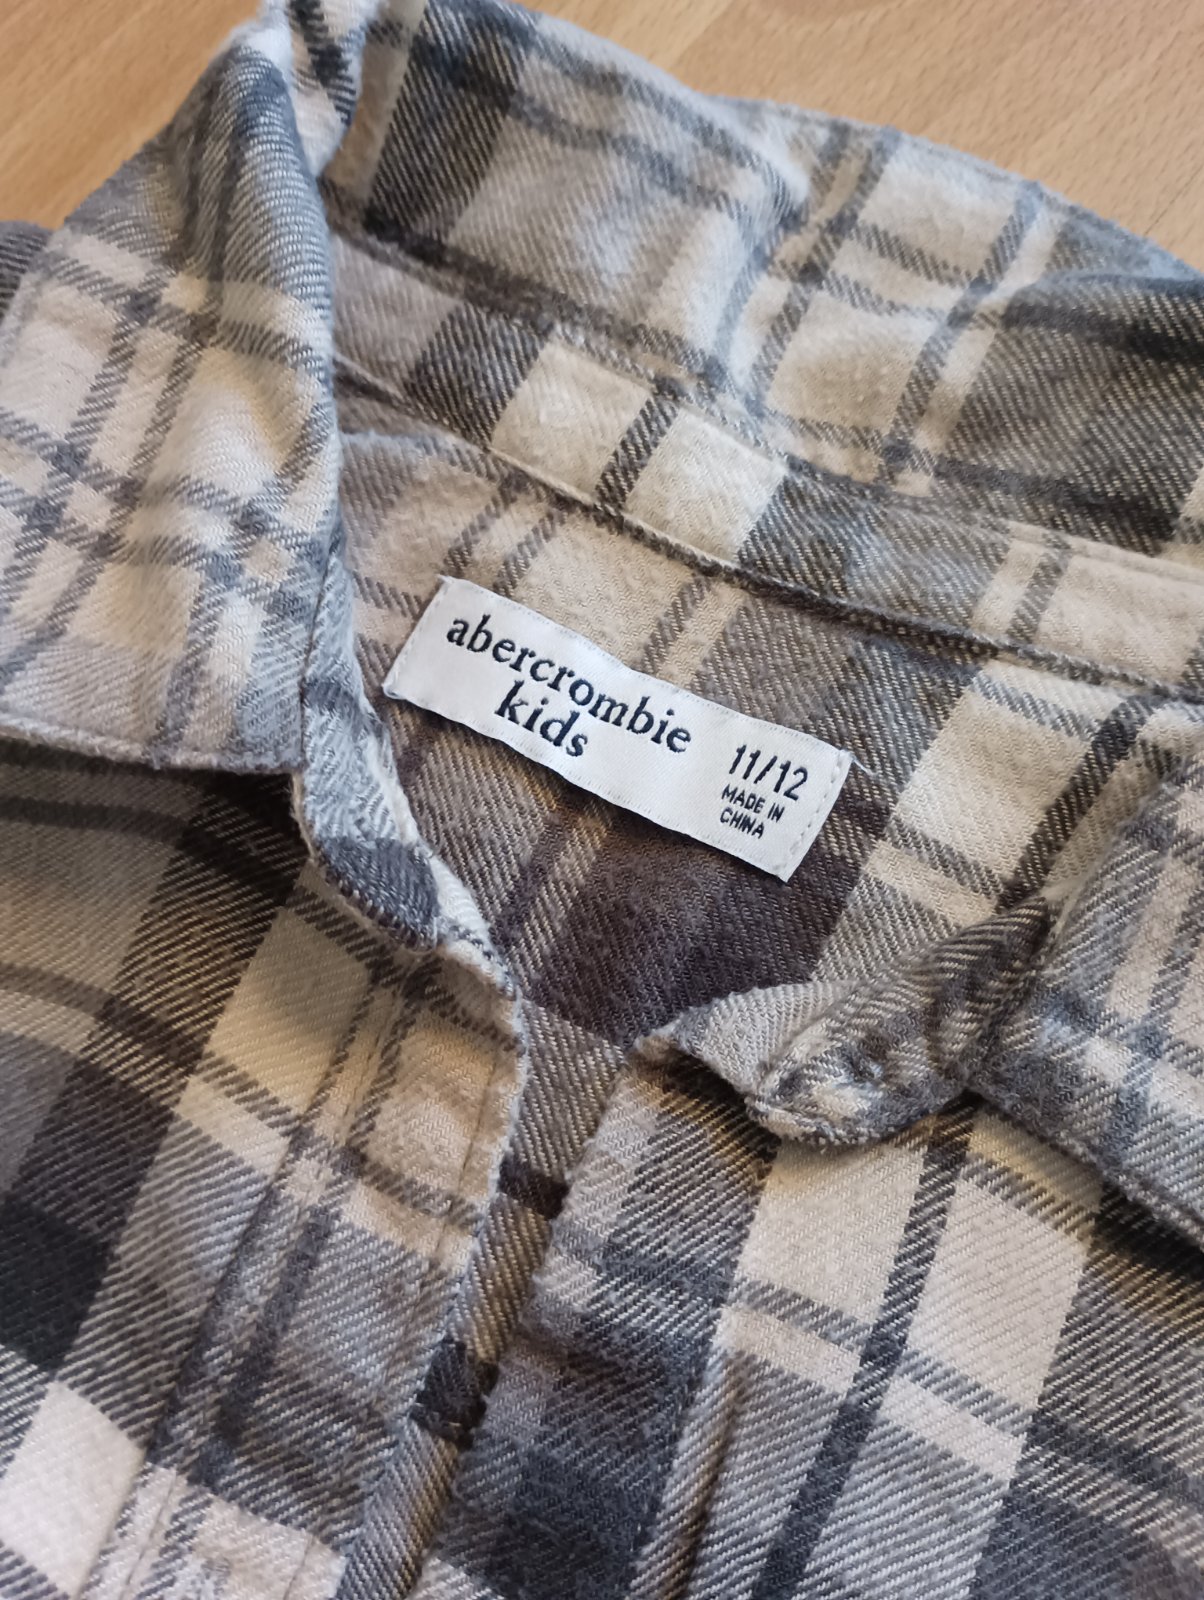 abercrombie
kids
11/12
MADE IN
CHINA